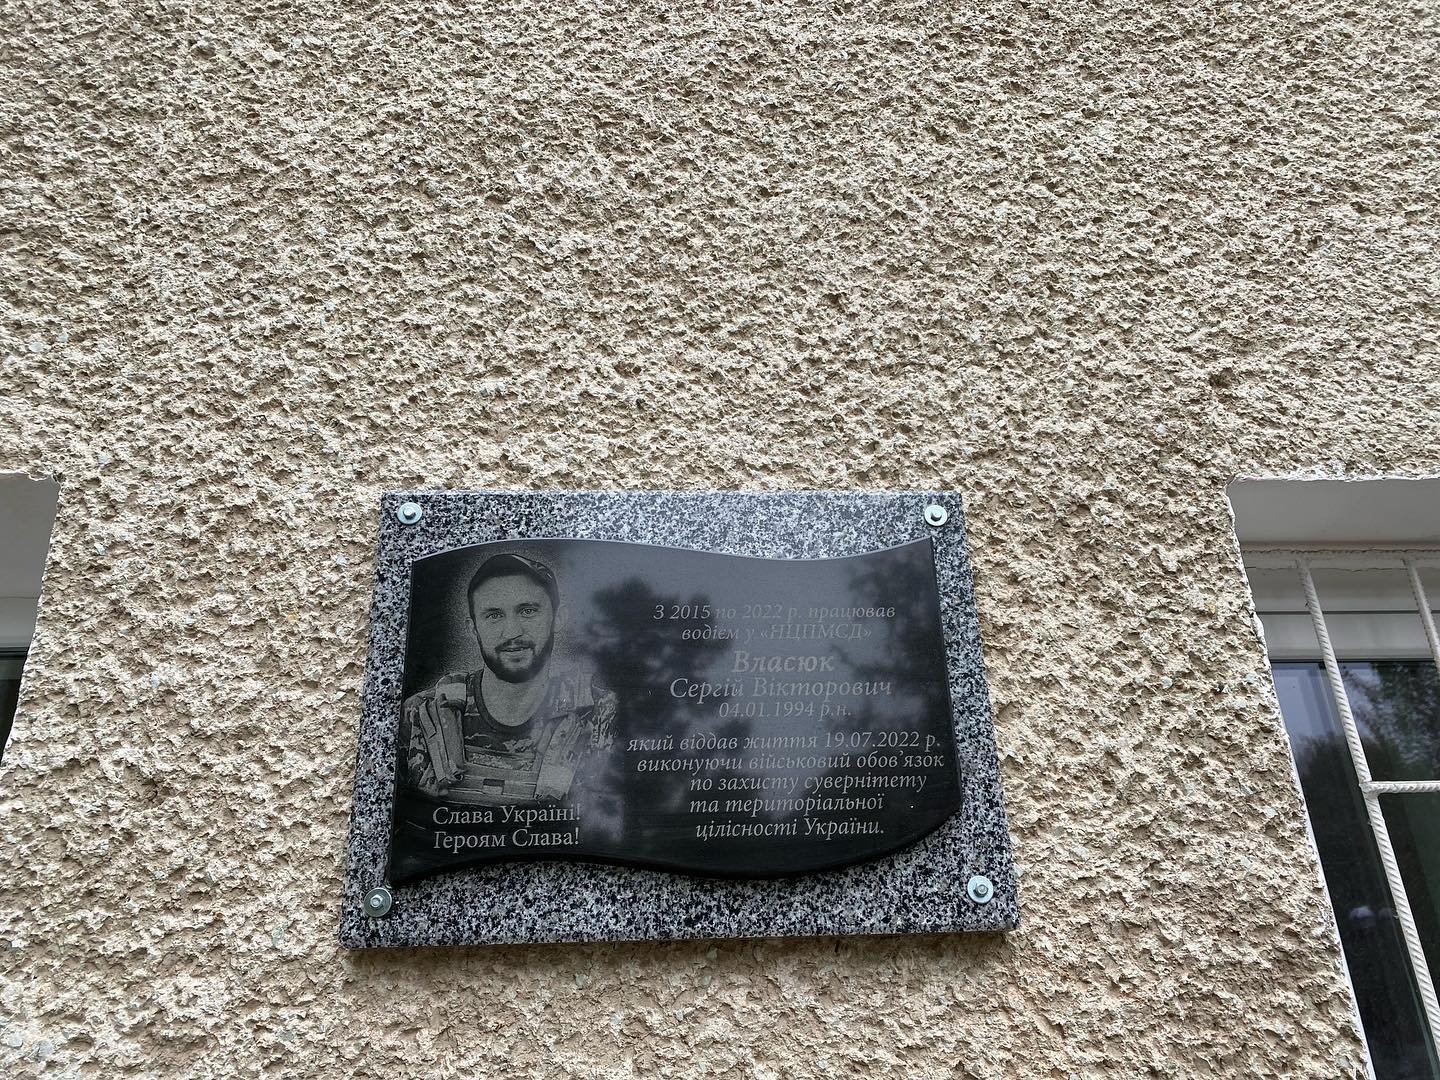 З 2015 по 2022 р. працював
водієм у «НЦПМСД»
Власюк
Сергій Вікторович
04.01.1994 р.н.
який віддав життя 19.07.2022 р.
виконуючи військовий обов'язок
по захисту сувернітету
та територіальної
цілісності України.
Слава Україні!
Героям Слава!